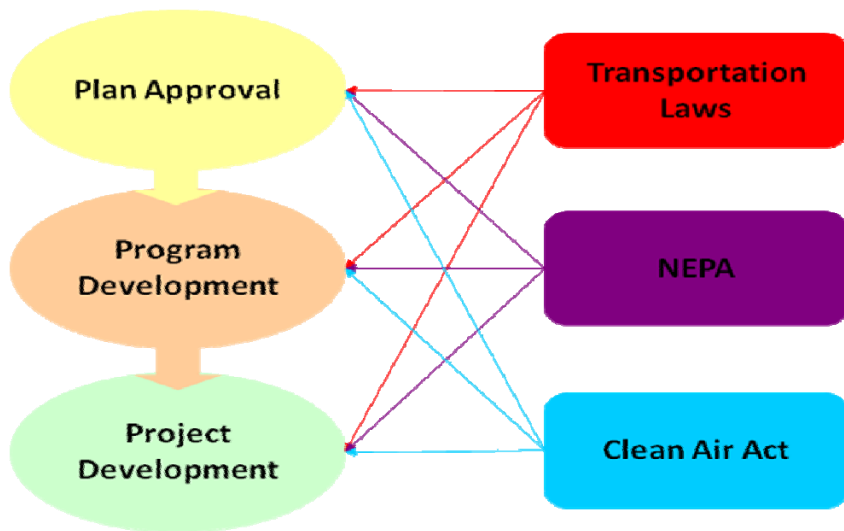 Plan Approval
Transportation
Laws
Program
Development
NEPA
Project
Development
Clean Air Act